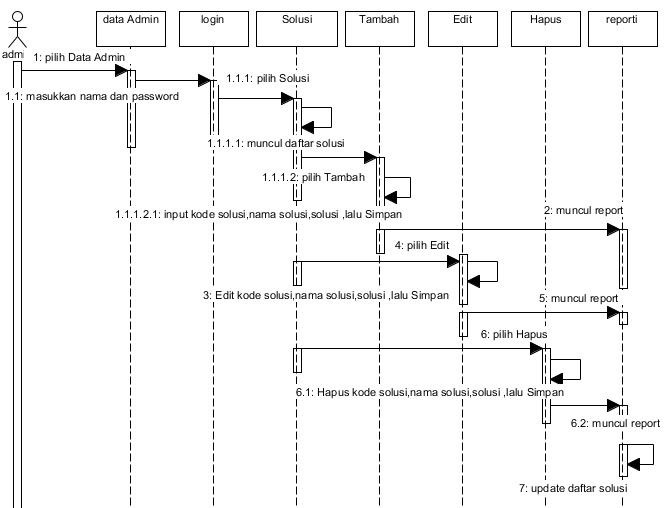 data Admin
login
Solusi
Tambah
Edit
Hapus
reporti
admi
1: pilih Data Admin
1.1.1: pilih Solusi
1.1: masukkan nama dan password
1.1.1.1: muncul daftar solusi
1.1.1.2: pilih Tambah
1.1.1.2.1: input kode solusi,nama solusi,solusi ,lalu Simpan
2: muncul report
4: pilih Edit
3: Edit kode solusi,nama solusi,solusi ,lalu Simpan
5: muncul report
6: pilih Hapus
6.1: Hapus kode solusi,nama solusi,solusi ,lalu Simpan
6.2: muncul report
7: update daftar solusi